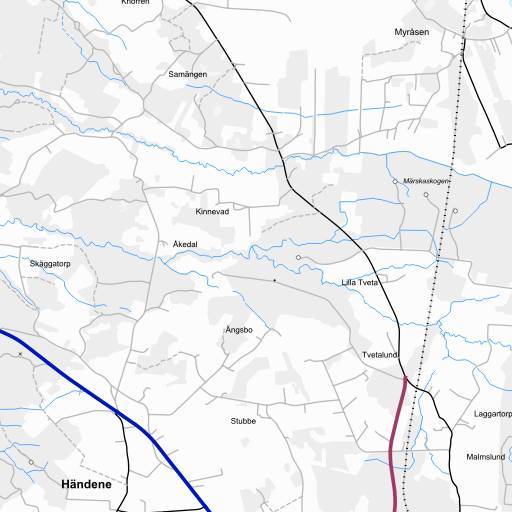 Knorren
Myråsen
Samängen
Märskaskogen
Kinnevad
Åkedal
Skäggatorp
Lilla Tveta
Ängsbo
Tvetalund
Laggartorp
Stubbe
Malmslund
Händene